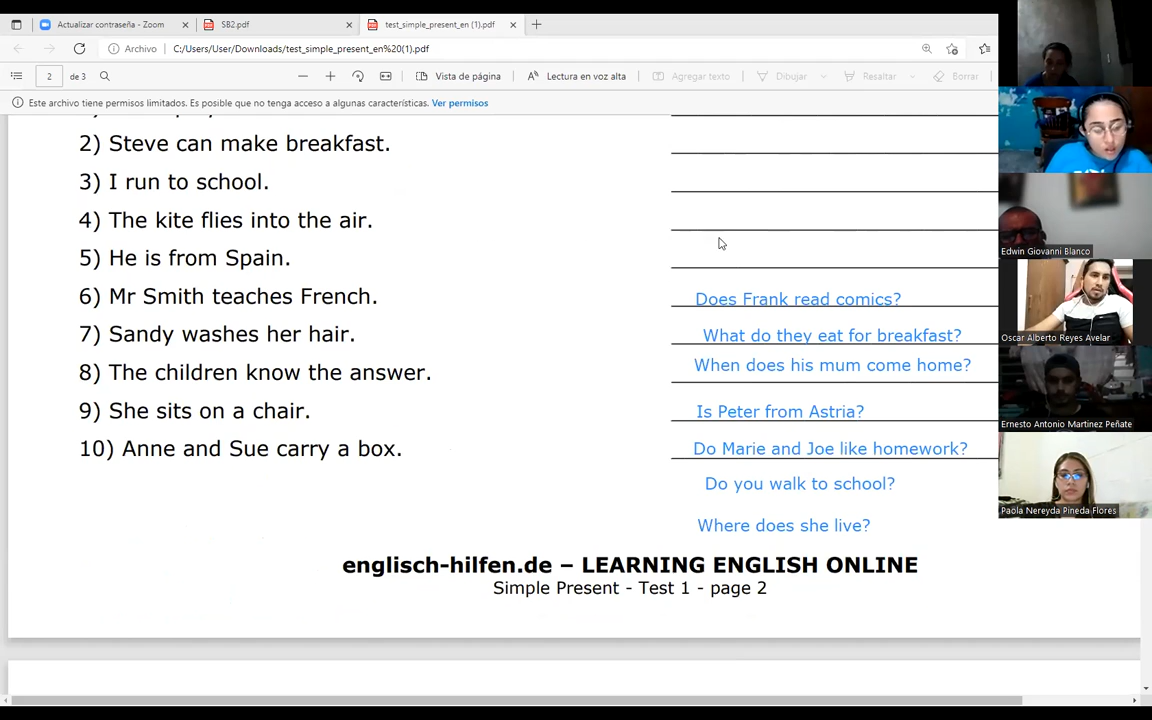 Actualizar contraseña - Zoom
SB2.pdf
test_simple_present_en (1).pdf
Archivo
C:/Users/User/Downloads/test_simple_present_en%20(1).pdf
2
de 3
Vista de página
Lectura en voz alta
Agregar texto
Dibujar
Resaltar
Borrar
Este archivo tiene permisos limitados. Es posible que no tenga acceso a algunas características. Ver permisos
2) Steve can make breakfast.
3) I run to school.
4) The kite flies into the air.
5) He is from Spain.
6) Mr Smith teaches French.
7) Sandy washes her hair.
8) The children know the answer.
9) She sits on a chair.
10) Anne and Sue carry a box.
Does Frank read comics?
What do they eat for breakfast?
When does his mum come home?
Is Peter from Astria?
Do Marie and Joe like homework?
Do you walk to school?
Where does she live?
englisch-hilfen.de – LEARNING ENGLISH ONLINE
Simple Present - Test 1 - page 2
Edwin Giovanni Blanco
Oscar Alberto Reyes Avelar
Ernesto Antonio Martinez Peñate
Paola Nereyda Pineda Flores